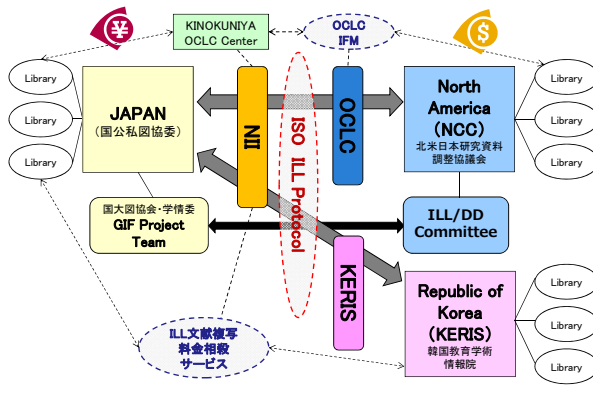 ¥
KINOKUNIYA
OCLC Center
OCLC
IFM
$
Library
Library
Library
JAPAN
(国公私図協委)
NII
ISO ILL Protocol
OCLC
North
America
(NCC)
北米日本研究資料
調整協議会
Library
Library
Library
国大図協会・学情委
GIF Project
Team
ILL/DD
Committee
KERIS
Republic of
Korea
(KERIS)
韓国教育学術
情報院
Library
Library
Library
ILL文献複写
料金相殺
サービス